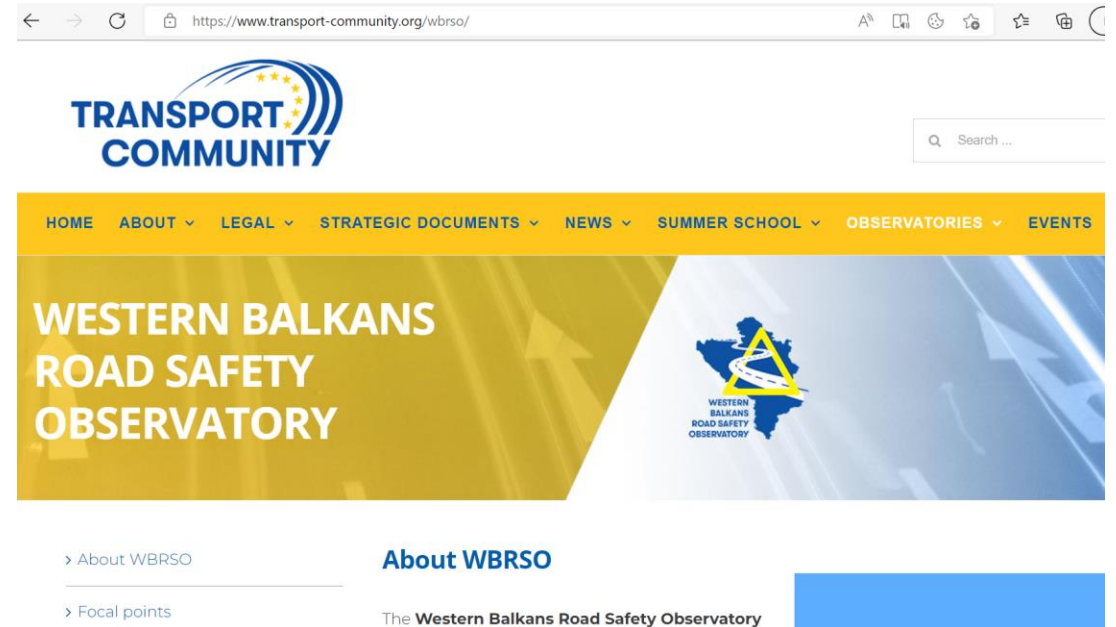 https://www.transport-community.org/wbrso/
TRANSPORT
COMMUNITY
Search ...
HOME ABOUT LEGAL STRATEGIC DOCUMENTS NEWS SUMMER SCHOOL OBSERVATORIES EVENTS
WESTERN BALKANS
ROAD SAFETY
OBSERVATORY
WESTERN
BALKANS
ROAD SAFETY
OBSERVATORY
> About WBRSO
> Focal points
About WBRSO
The Western Balkans Road Safety Observatory